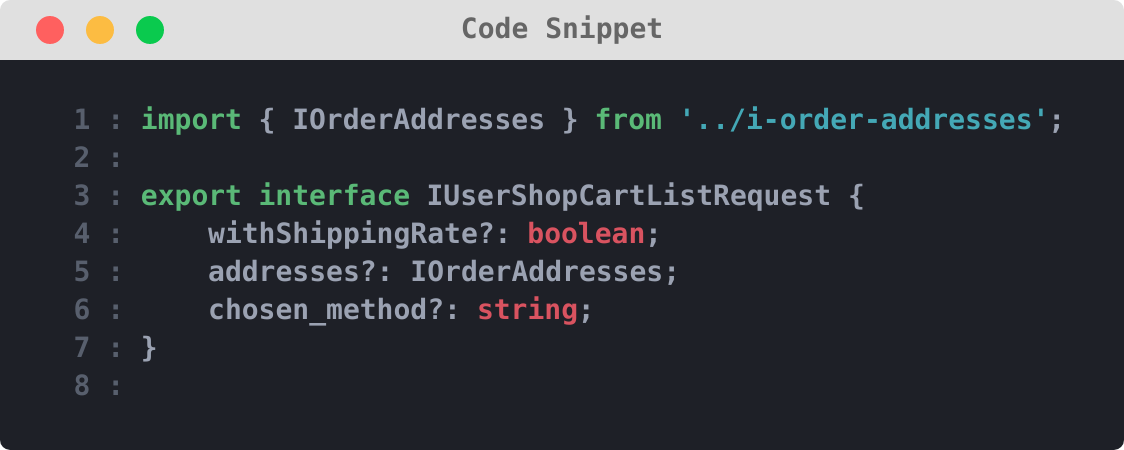 Code Snippet
1 : import { IOrderAddresses } from '../i-order-addresses';
2 :
3 : export interface IUserShopCartListRequest {
4 :     withShippingRate?: boolean;
5 :     addresses?: IOrderAddresses;
6 :     chosen_method?: string;
7 : }
8 :